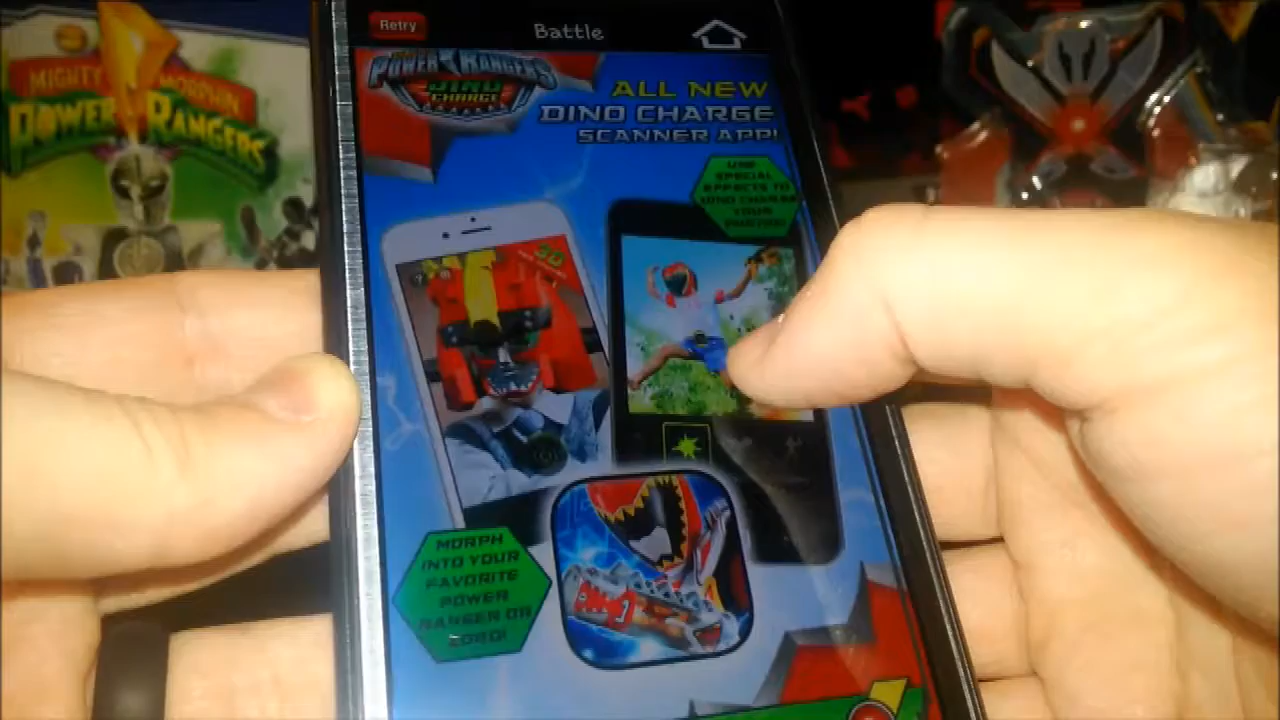 Retry
Battle
MIGHTY MORPHIN
POWER RANGERS
POWER RANGERS
DINO
CHARGE
ALL NEW
DINO CHARGE
SCANNER APP!
USE
SPECIAL
EFFECTS TO
DINO CHARGE
YOUR
3D
MORPH
INTO YOUR
FAVORITE
POWER
RANGER OR
ZORD!